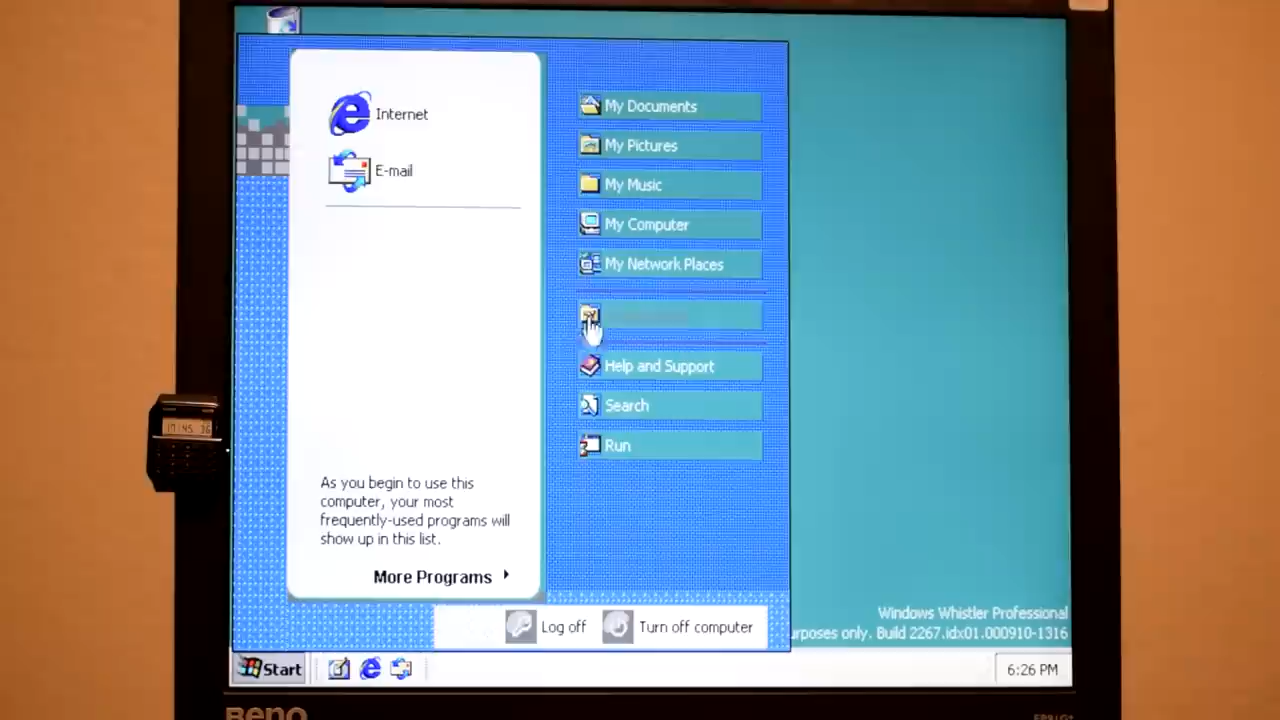 Internet
E-mail
As you begin to use this
computer, your most
frequently-used programs will
show up in this list.
More Programs
My Documents
My Pictures
My Music
My Computer
My Network Places
Help and Support
Search
Run
Log off
Turn off computer
Windows Whistler Professional
urposes only. Build 2267.idx01.000910-1316
Start
6:26 PM
BenQ